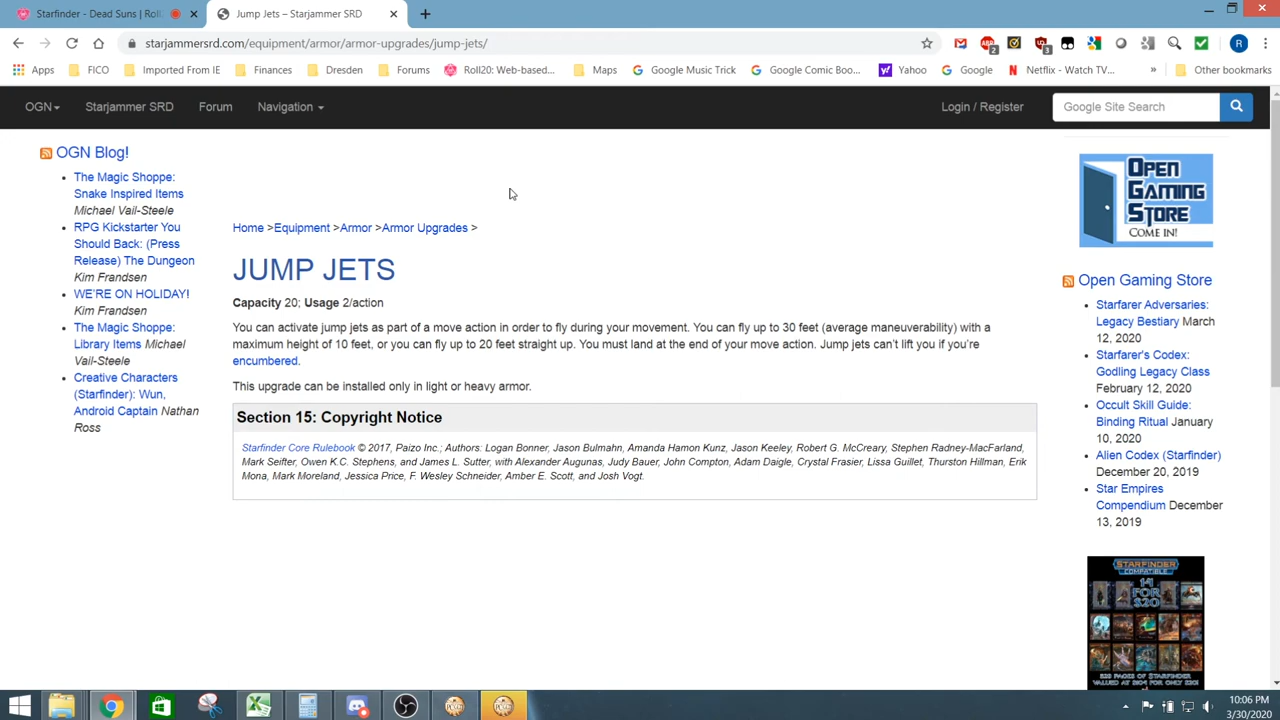 Starfinder - Dead Suns | Roll2
Jump Jets – Starjammer SRD
starjammersrd.com/equipment/armor/armor-upgrades/jump-jets/
Apps
FICO
Imported From IE
Finances
Dresden
Forums
Roll20: Web-based...
Maps
Google Music Trick
Google Comic Boo...
Yahoo
Google
Netflix - Watch TV...
»
Other bookmarks
OGN
Starjammer SRD
Forum
Navigation
Login / Register
Google Site Search
OGN Blog!
The Magic Shoppe:
Snake Inspired Items
Michael Vail-Steele
RPG Kickstarter You
Should Back: (Press
Release) The Dungeon
Kim Frandsen
WE'RE ON HOLIDAY!
Kim Frandsen
The Magic Shoppe:
Library Items Michael
Vail-Steele
Creative Characters
(Starfinder): Wun,
Android Captain Nathan
Ross
Home >Equipment >Armor >Armor Upgrades >
JUMP JETS
Capacity 20; Usage 2/action
You can activate jump jets as part of a move action in order to fly during your movement. You can fly up to 30 feet (average maneuverability) with a
maximum height of 10 feet, or you can fly up to 20 feet straight up. You must land at the end of your move action. Jump jets can't lift you if you're
encumbered.
This upgrade can be installed only in light or heavy armor.
Section 15: Copyright Notice
Starfinder Core Rulebook © 2017, Paizo Inc.; Authors: Logan Bonner, Jason Bulmahn, Amanda Hamon Kunz, Jason Keeley, Robert G. McCreary, Stephen Radney-MacFarland,
Mark Seifter, Owen K.C. Stephens, and James L. Sutter, with Alexander Augunas, Judy Bauer, John Compton, Adam Daigle, Crystal Frasier, Lissa Guillet, Thurston Hillman, Erik
Mona, Mark Moreland, Jessica Price, F. Wesley Schneider, Amber E. Scott, and Josh Vogt.
OPEN
GAMING
STORE
COME IN!
Open Gaming Store
Starfarer Adversaries:
Legacy Bestiary March
12, 2020
Starfarer's Codex:
Godling Legacy Class
February 12, 2020
Occult Skill Guide:
Binding Ritual January
10, 2020
Alien Codex (Starfinder)
December 20, 2019
Star Empires
Compendium December
13, 2019
STARFINDER
COMPATIBLE
14
FOR
$20
10:06 PM
3/30/2020